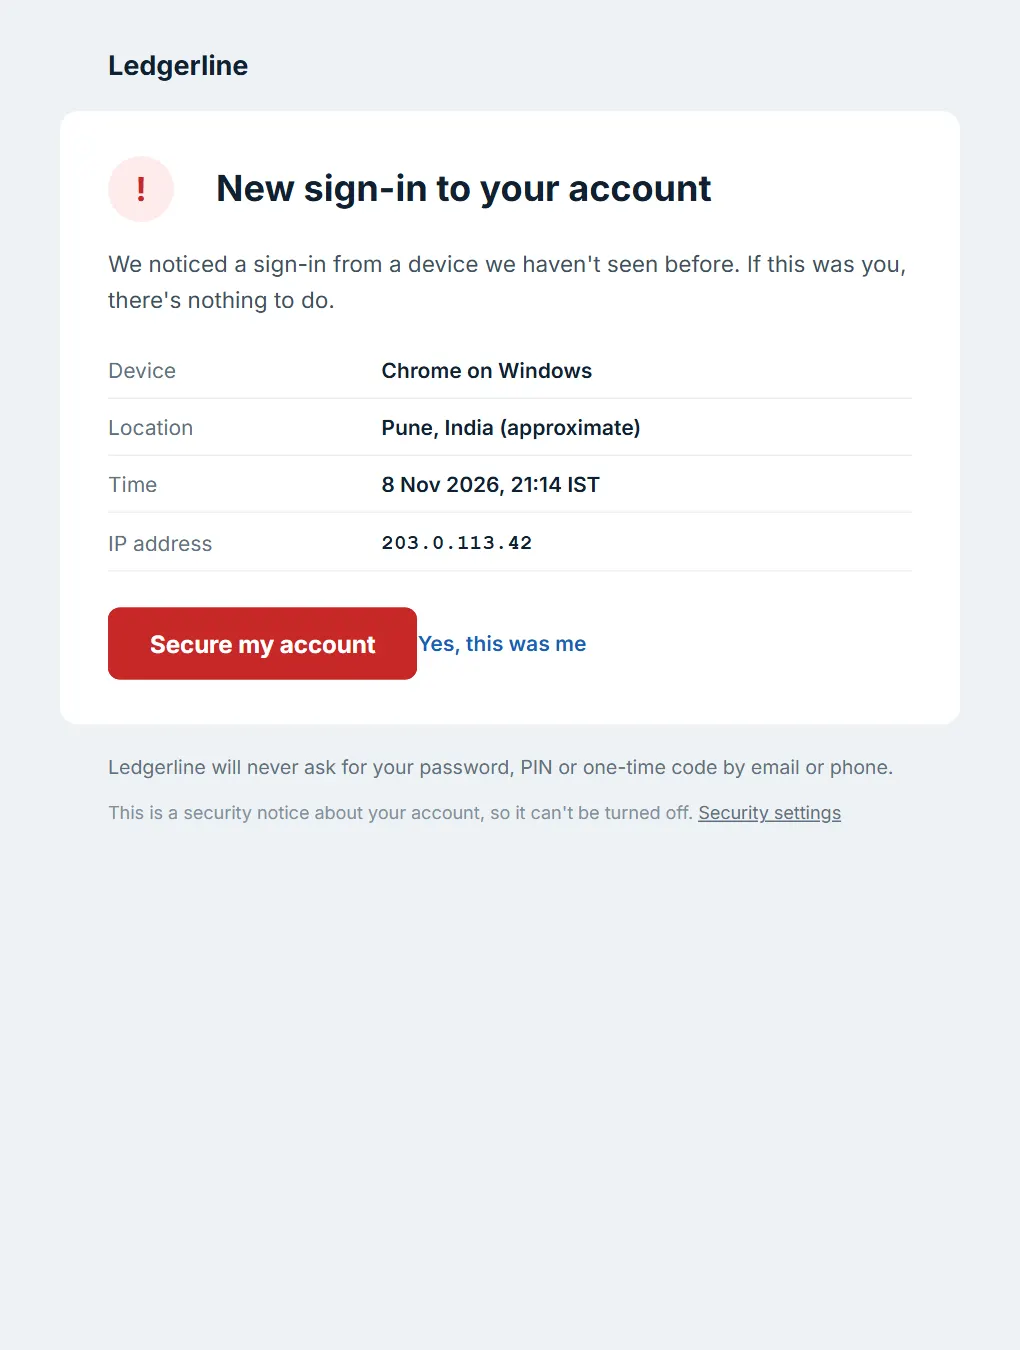 Ledgerline
!
New sign-in to your account
We noticed a sign-in from a device we haven't seen before. If this was you,
there's nothing to do.
Device Chrome on Windows
Location Pune, India (approximate)
Time 8 Nov 2026, 21:14 IST
IP address 203.0.113.42
Secure my account Yes, this was me
Ledgerline will never ask for your password, PIN or one-time code by email or phone.
This is a security notice about your account, so it can't be turned off. Security settings